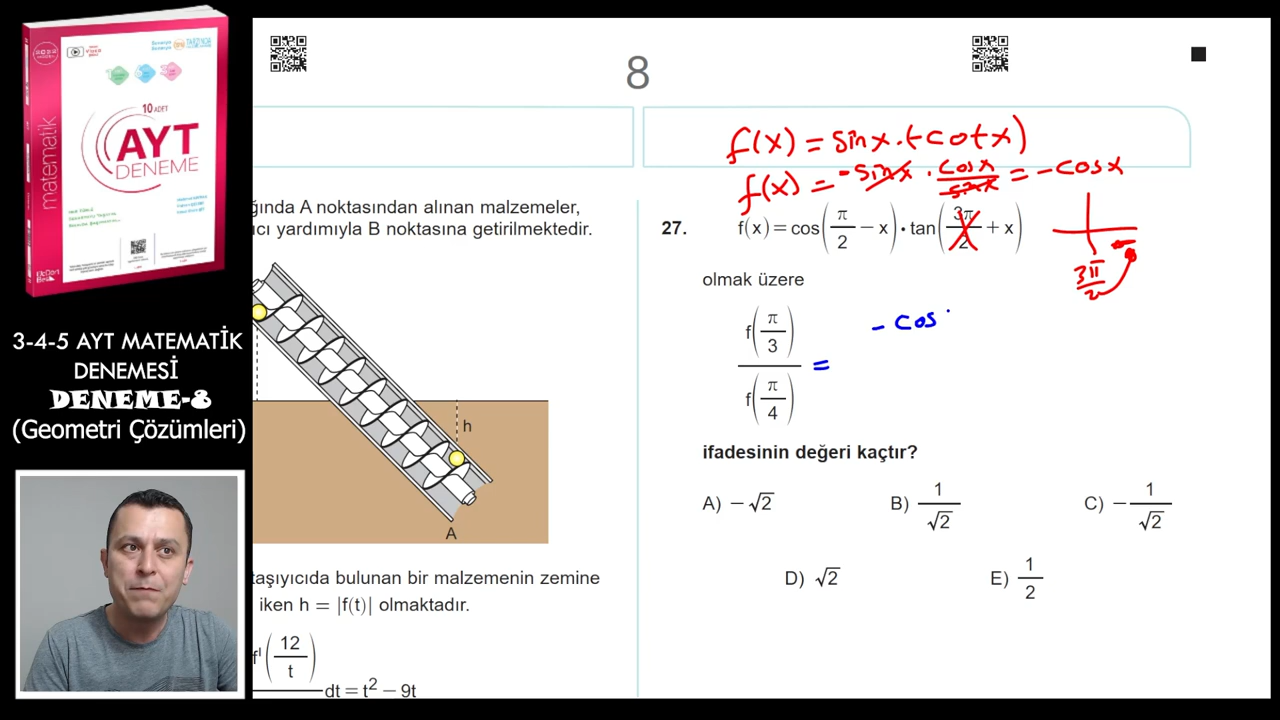 matematik
10 ADET
AYT
DENEME
3-4-5 AYT MATEMATİK
DENEMESİ
DENEME-8
(Geometri Çözümleri)
8
ğında A noktasından alınan malzemeler,
ıcı yardımıyla B noktasına getirilmektedir.
h
A
taşıyıcıda bulunan bir malzemenin zemine
iken h = |f(t)| olmaktadır.
f'(12/t)
dt = t² − 9t
f(x) = sinx.(-cotx)
f(x) = -sinx . cosx/sinx = -cosx
27. f(x) = cos(π/2 − x) • tan(3π/2 + x)
3π/2
olmak üzere
f(π/3)/f(π/4) =
- cos
ifadesinin değeri kaçtır?
A) −√2 B) 1/√2 C) −1/√2
D) √2 E) 1/2